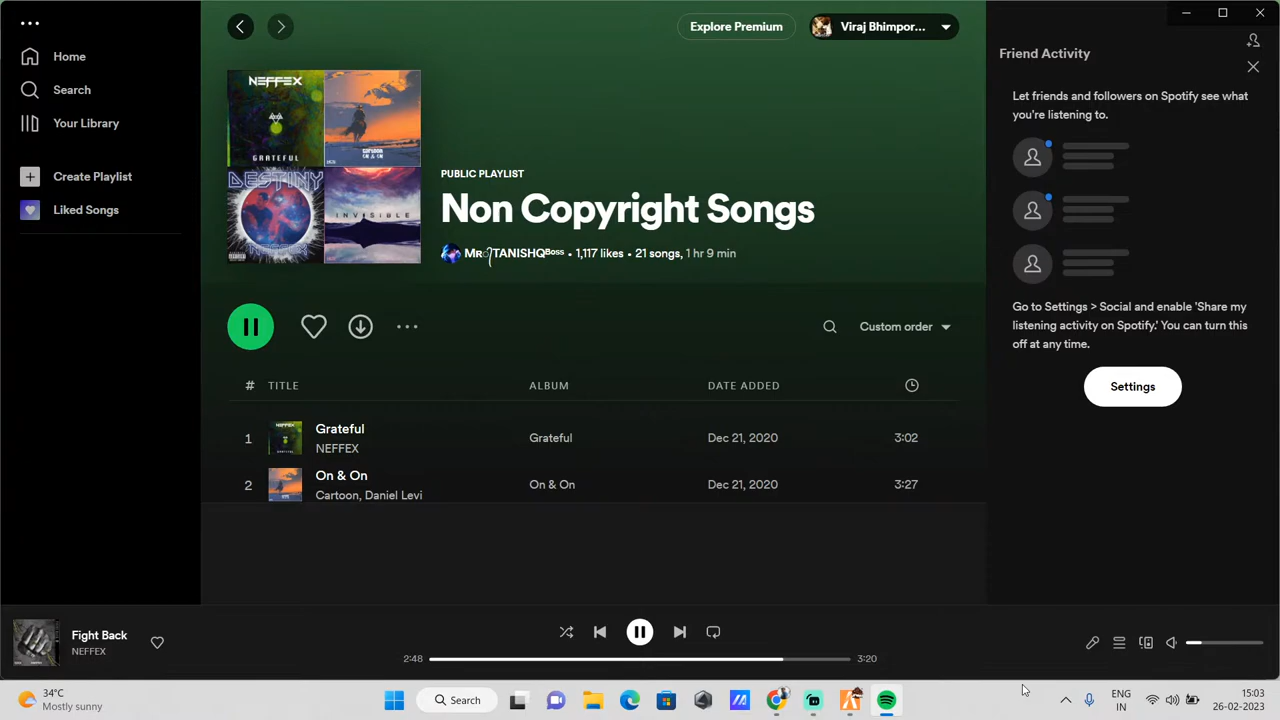 Home
Search
Your Library
Create Playlist
Liked Songs
Explore Premium
Viraj Bhimpor...
NEFFEX
GRATEFUL
DESTINY
NEFFEX
INVISIBLE
PUBLIC PLAYLIST
Non Copyright Songs
1,117 likes • 21 songs, 1 hr 9 min
Custom order
# TITLE ALBUM DATE ADDED
1 Grateful Grateful Dec 21, 2020 3:02
NEFFEX
2 On & On On & On Dec 21, 2020 3:27
Cartoon, Daniel Levi
Friend Activity
Let friends and followers on Spotify see what
you're listening to.
Go to Settings > Social and enable 'Share my
listening activity on Spotify.' You can turn this
off at any time.
Settings
Fight Back
NEFFEX
2:48
3:20
34°C
Mostly sunny
Search
ENG
IN
15:03
26-02-2023